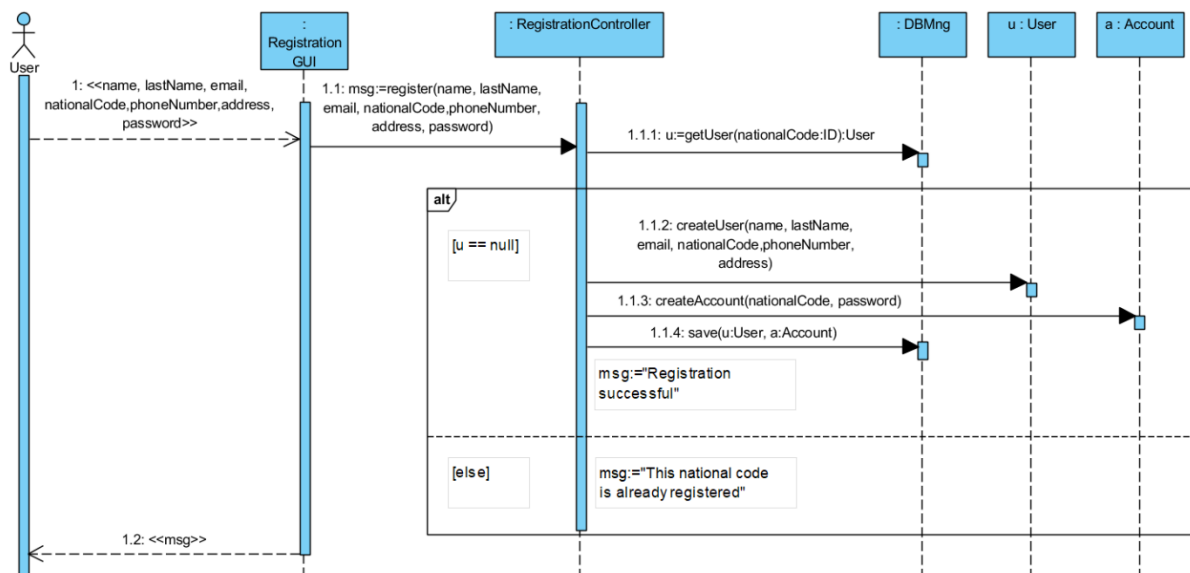 User
:
Registration
GUI
: RegistrationController
: DBMng
u : User
a : Account
1: <<name, lastName, email,
nationalCode,phoneNumber,address,
password>>
1.1: msg:=register(name, lastName,
email, nationalCode,phoneNumber,
address, password)
1.1.1: u:=getUser(nationalCode:ID):User
alt
[u == null]
1.1.2: createUser(name, lastName,
email, nationalCode,phoneNumber,
address)
1.1.3: createAccount(nationalCode, password)
1.1.4: save(u:User, a:Account)
msg:="Registration
successful"
[else]
msg:="This national code
is already registered"
1.2: <<msg>>